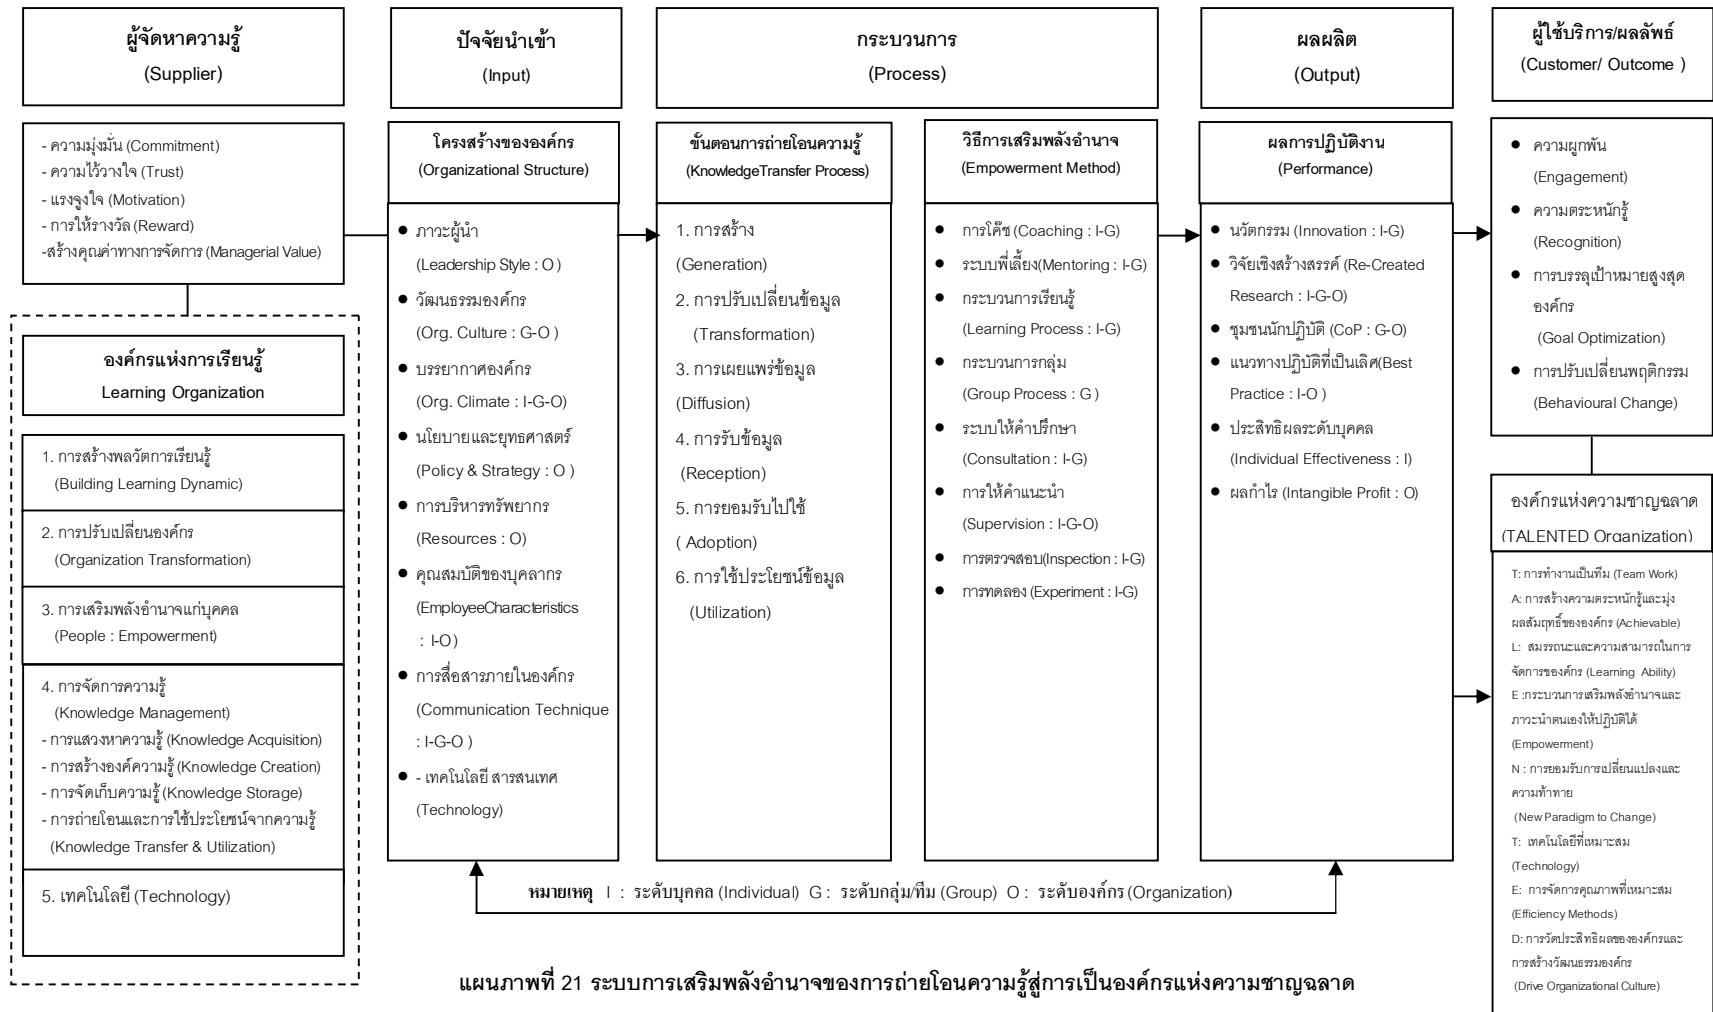 ผู้จัดหาความรู้
(Supplier)
ปัจจัยนำเข้า
(Input)
กระบวนการ
(Process)
ผลผลิต
(Output)
ผู้ใช้บริการ/ผลลัพธ์
(Customer/ Outcome )
- ความมุ่งมั่น (Commitment)
- ความไว้วางใจ (Trust)
- แรงจูงใจ (Motivation)
- การให้รางวัล (Reward)
-สร้างคุณค่าทางการจัดการ (Managerial Value)
องค์กรแห่งการเรียนรู้
Learning Organization
1. การสร้างพลวัตการเรียนรู้
(Building Learning Dynamic)
2. การปรับเปลี่ยนองค์กร
(Organization Transformation)
3. การเสริมพลังอำนาจแก่บุคคล
(People : Empowerment)
4. การจัดการความรู้
(Knowledge Management)
- การแสวงหาความรู้ (Knowledge Acquisition)
- การสร้างองค์ความรู้ (Knowledge Creation)
- การจัดเก็บความรู้ (Knowledge Storage)
- การถ่ายโอนและการใช้ประโยชน์จากความรู้
(Knowledge Transfer & Utilization)
5. เทคโนโลยี (Technology)
โครงสร้างขององค์กร
(Organizational Structure)
● ภาวะผู้นำ
(Leadership Style : O )
● วัฒนธรรมองค์กร
(Org. Culture : G-O )
● บรรยากาศองค์กร
(Org. Climate : I-G-O)
● นโยบายและยุทธศาสตร์
(Policy & Strategy : O )
● การบริหารทรัพยากร
(Resources : O)
● คุณสมบัติของบุคลากร
(EmployeeCharacteristics
: I-O )
● การสื่อสารภายในองค์กร
(Communication Technique
: I-G-O )
● - เทคโนโลยี สารสนเทศ
(Technology)
ขั้นตอนการถ่ายโอนความรู้
(KnowledgeTransfer Process)
1. การสร้าง
(Generation)
2. การปรับเปลี่ยนข้อมูล
(Transformation)
3. การเผยแพร่ข้อมูล
(Diffusion)
4. การรับข้อมูล
(Reception)
5. การยอมรับไปใช้
( Adoption)
6. การใช้ประโยชน์ข้อมูล
(Utilization)
วิธีการเสริมพลังอำนาจ
(Empowerment Method)
● การโค๊ช (Coaching : I-G)
● ระบบพี่เลี้ยง(Mentoring : I-G)
● กระบวนการเรียนรู้
(Learning Process : I-G)
● กระบวนการกลุ่ม
(Group Process : G )
● ระบบให้คำปรึกษา
(Consultation : I-G)
● การให้คำแนะนำ
(Supervision : I-G-O)
● การตรวจสอบ(Inspection : I-G)
● การทดลอง (Experiment : I-G)
ผลการปฏิบัติงาน
(Performance)
● นวัตกรรม (Innovation : I-G)
● วิจัยเชิงสร้างสรรค์ (Re-Created
Research : I-G-O)
● ชุมชนนักปฏิบัติ (CoP : G-O)
● แนวทางปฏิบัติที่เป็นเลิศ(Best
Practice : I-O )
● ประสิทธิผลระดับบุคคล
(Individual Effectiveness : I)
● ผลกำไร (Intangible Profit : O)
● ความผูกพัน
(Engagement)
● ความตระหนักรู้
(Recognition)
● การบรรลุเป้าหมายสูงสุด
องค์กร
(Goal Optimization)
● การปรับเปลี่ยนพฤติกรรม
(Behavioural Change)
องค์กรแห่งความชาญฉลาด
(TALENTED Organization)
T: การทำงานเป็นทีม (Team Work)
A: การสร้างความตระหนักรู้และมุ่ง
ผลสัมฤทธิ์ขององค์กร (Achievable)
L: สมรรถนะและความสามารถในการ
จัดการขององค์กร (Learning Ability)
E :กระบวนการเสริมพลังอำนาจและ
ภาวะนำตนเองให้ปฏิบัติได้
(Empowerment)
N : การยอมรับการเปลี่ยนแปลงและ
ความท้าทาย
(New Paradigm to Change)
T: เทคโนโลยีที่เหมาะสม
(Technology)
E: การจัดการคุณภาพที่เหมาะสม
(Efficiency Methods)
D: การวัดประสิทธิผลขององค์กรและ
การสร้างวัฒนธรรมองค์กร
(Drive Organizational Culture)
หมายเหตุ I : ระดับบุคคล (Individual) G : ระดับกลุ่ม/ทีม (Group) O : ระดับองค์กร (Organization)
แผนภาพที่ 21 ระบบการเสริมพลังอำนาจของการถ่ายโอนความรู้สู่การเป็นองค์กรแห่งความชาญฉลาด